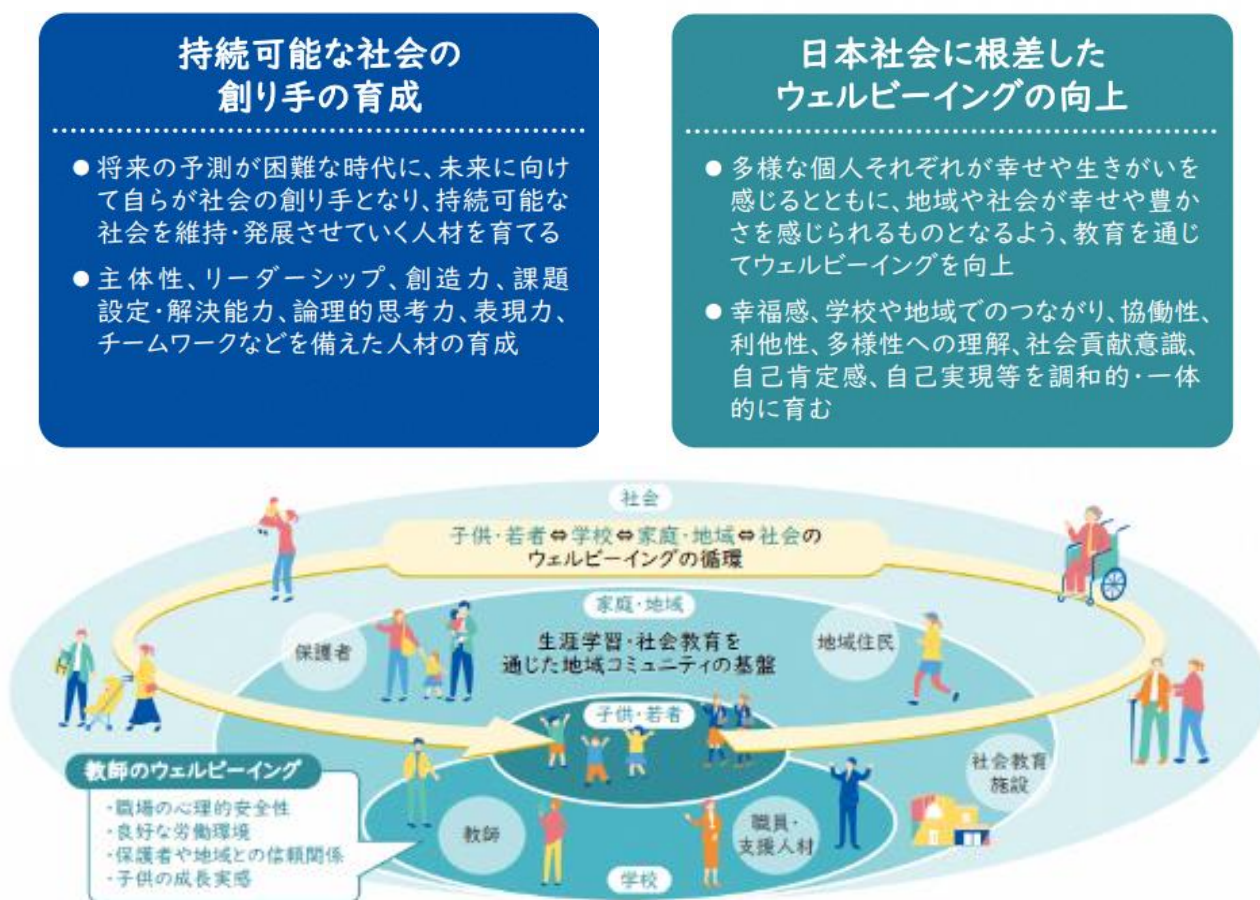 持続可能な社会の
創り手の育成
● 将来の予測が困難な時代に、未来に向け
て自らが社会の創り手となり、持続可能な
社会を維持・発展させていく人材を育てる
● 主体性、リーダーシップ、創造力、課題
設定・解決能力、論理的思考力、表現力、
チームワークなどを備えた人材の育成
日本社会に根差した
ウェルビーイングの向上
● 多様な個人それぞれが幸せや生きがいを
感じるとともに、地域や社会が幸せや豊か
さを感じられるものとなるよう、教育を通じ
てウェルビーイングを向上
● 幸福感、学校や地域でのつながり、協働性、
利他性、多様性への理解、社会貢献意識、
自己肯定感、自己実現等を調和的・一体
的に育む
社会
子供・若者⇔学校⇔家庭・地域⇔社会の
ウェルビーイングの循環
家庭・地域
保護者
生涯学習・社会教育を
通じた地域コミュニティの基盤
地域住民
子供・若者
社会教育
施設
教師のウェルビーイング
・職場の心理的安全性
・良好な労働環境
・保護者や地域との信頼関係
・子供の成長実感
教師
職員・
支援人材
学校